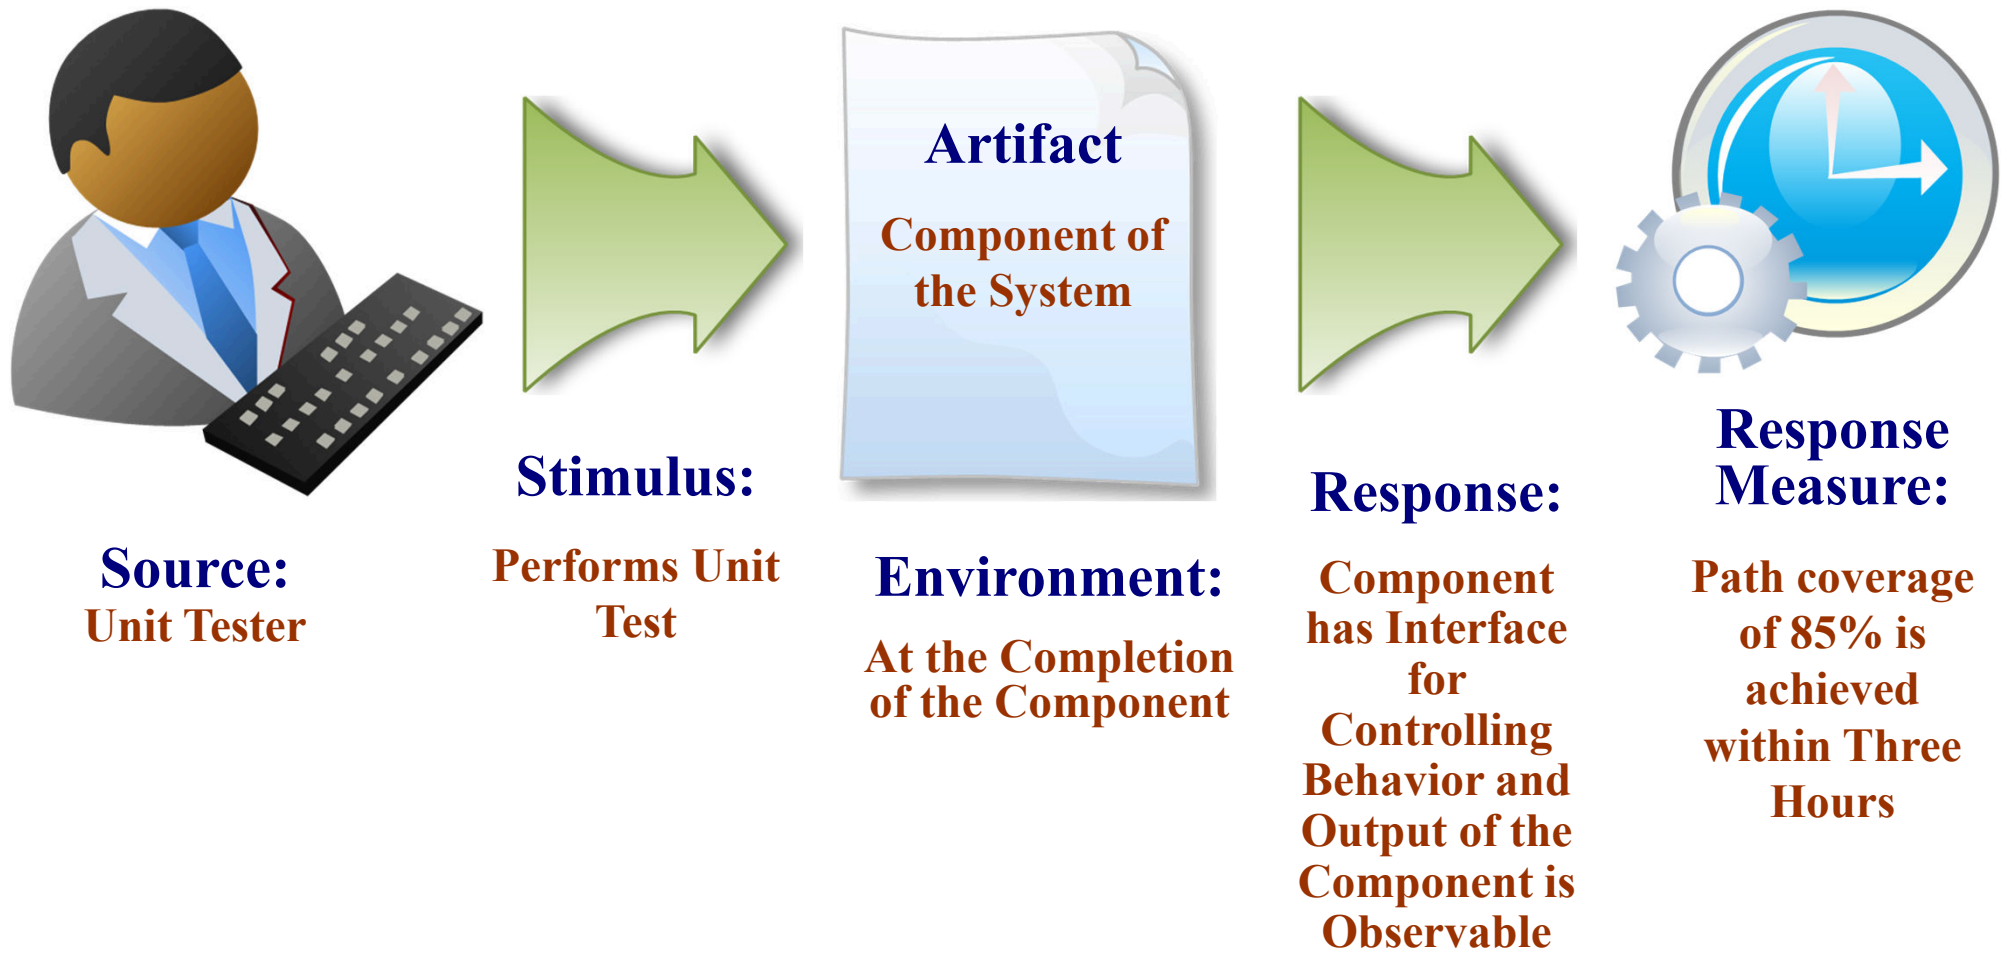 Source:
Unit Tester
Stimulus:
Performs Unit
Test
Artifact
Component of
the System
Environment:
At the Completion
of the Component
Response:
Component
has Interface
for
Controlling
Behavior and
Output of the
Component is
Observable
Response
Measure:
Path coverage
of 85% is
achieved
within Three
Hours